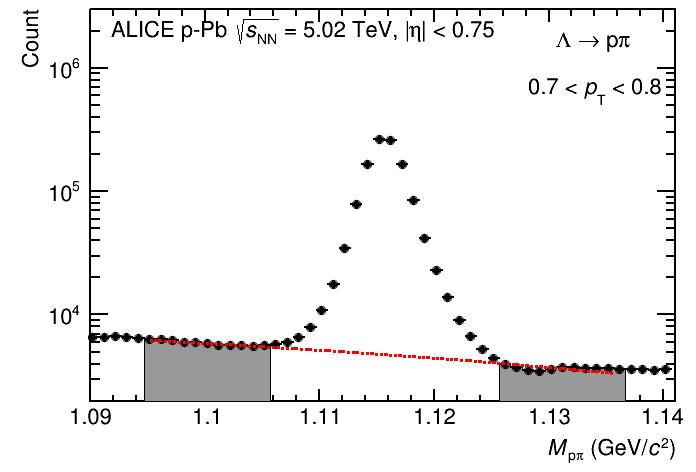 Count
ALICE p-Pb √s_NN = 5.02 TeV, |η| < 0.75
Λ → pπ
0.7 < p_T < 0.8
10^6
10^5
10^4
1.09 1.1 1.11 1.12 1.13 1.14
M_pπ (GeV/c^2)